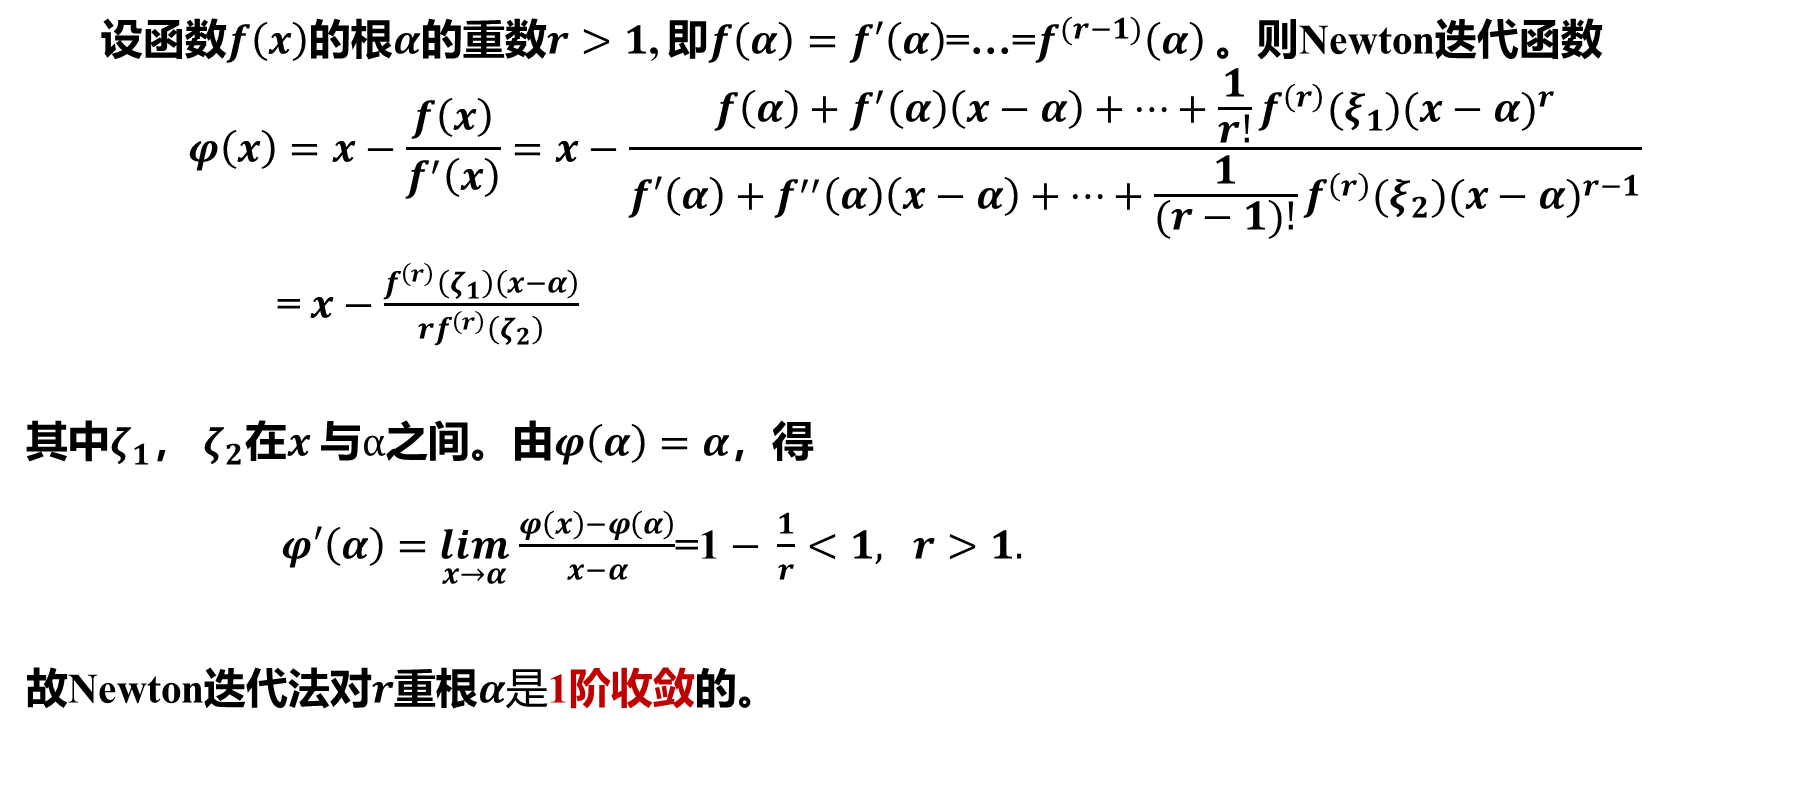 设函数f(x)的根α的重数r > 1, 即f(α) = f′(α)=…=f^(r−1)(α) 。则Newton迭代函数
φ(x) = x − f(x)/f′(x) = x − (f(α) + f′(α)(x − α) + ⋯ + 1/r! f^(r)(ξ₁)(x − α)^r)/(f′(α) + f′′(α)(x − α) + ⋯ + 1/(r − 1)! f^(r)(ξ₂)(x − α)^(r−1))
= x − f^(r)(ζ₁)(x−α)/(r f^(r)(ζ₂))
其中ζ₁， ζ₂在x 与α之间。由φ(α) = α，得
φ′(α) = lim_(x→α) (φ(x)−φ(α))/(x−α)=1 − 1/r < 1, r > 1.
故Newton迭代法对r重根α是1阶收敛的。